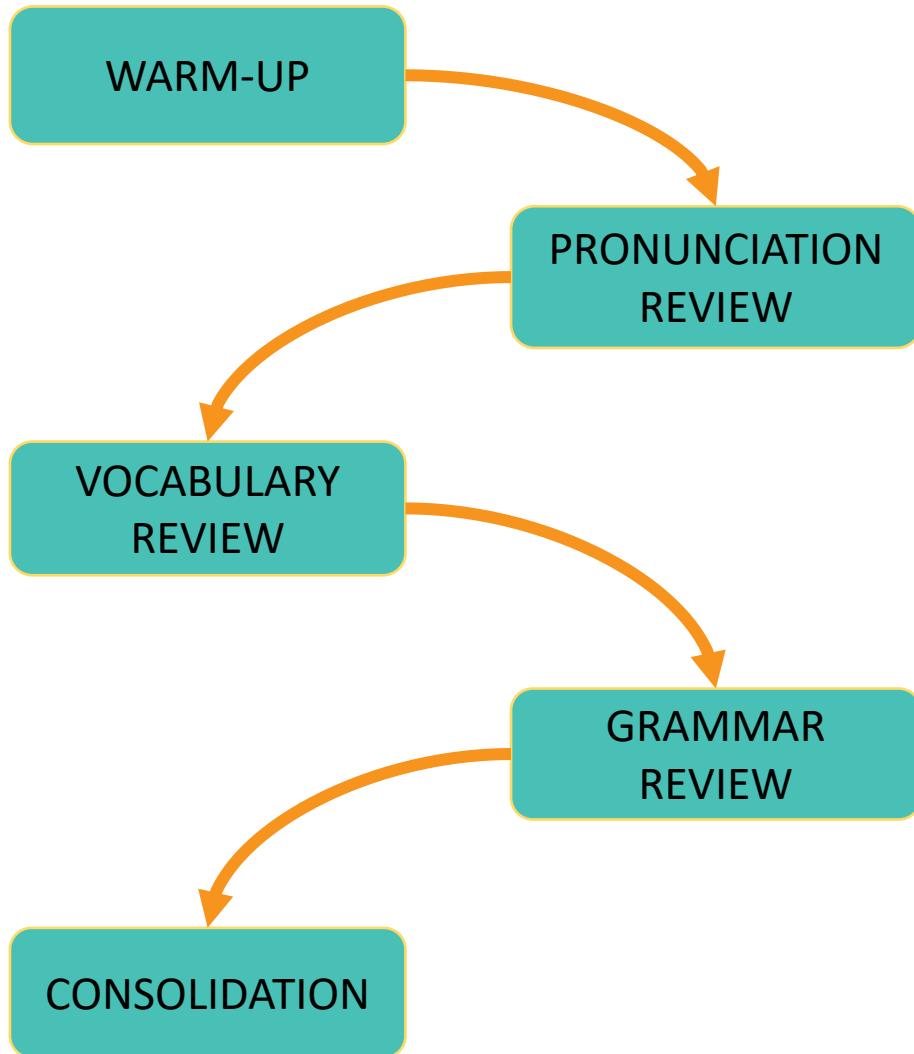 WARM-UP
PRONUNCIATION
REVIEW
VOCABULARY
REVIEW
GRAMMAR
REVIEW
CONSOLIDATION